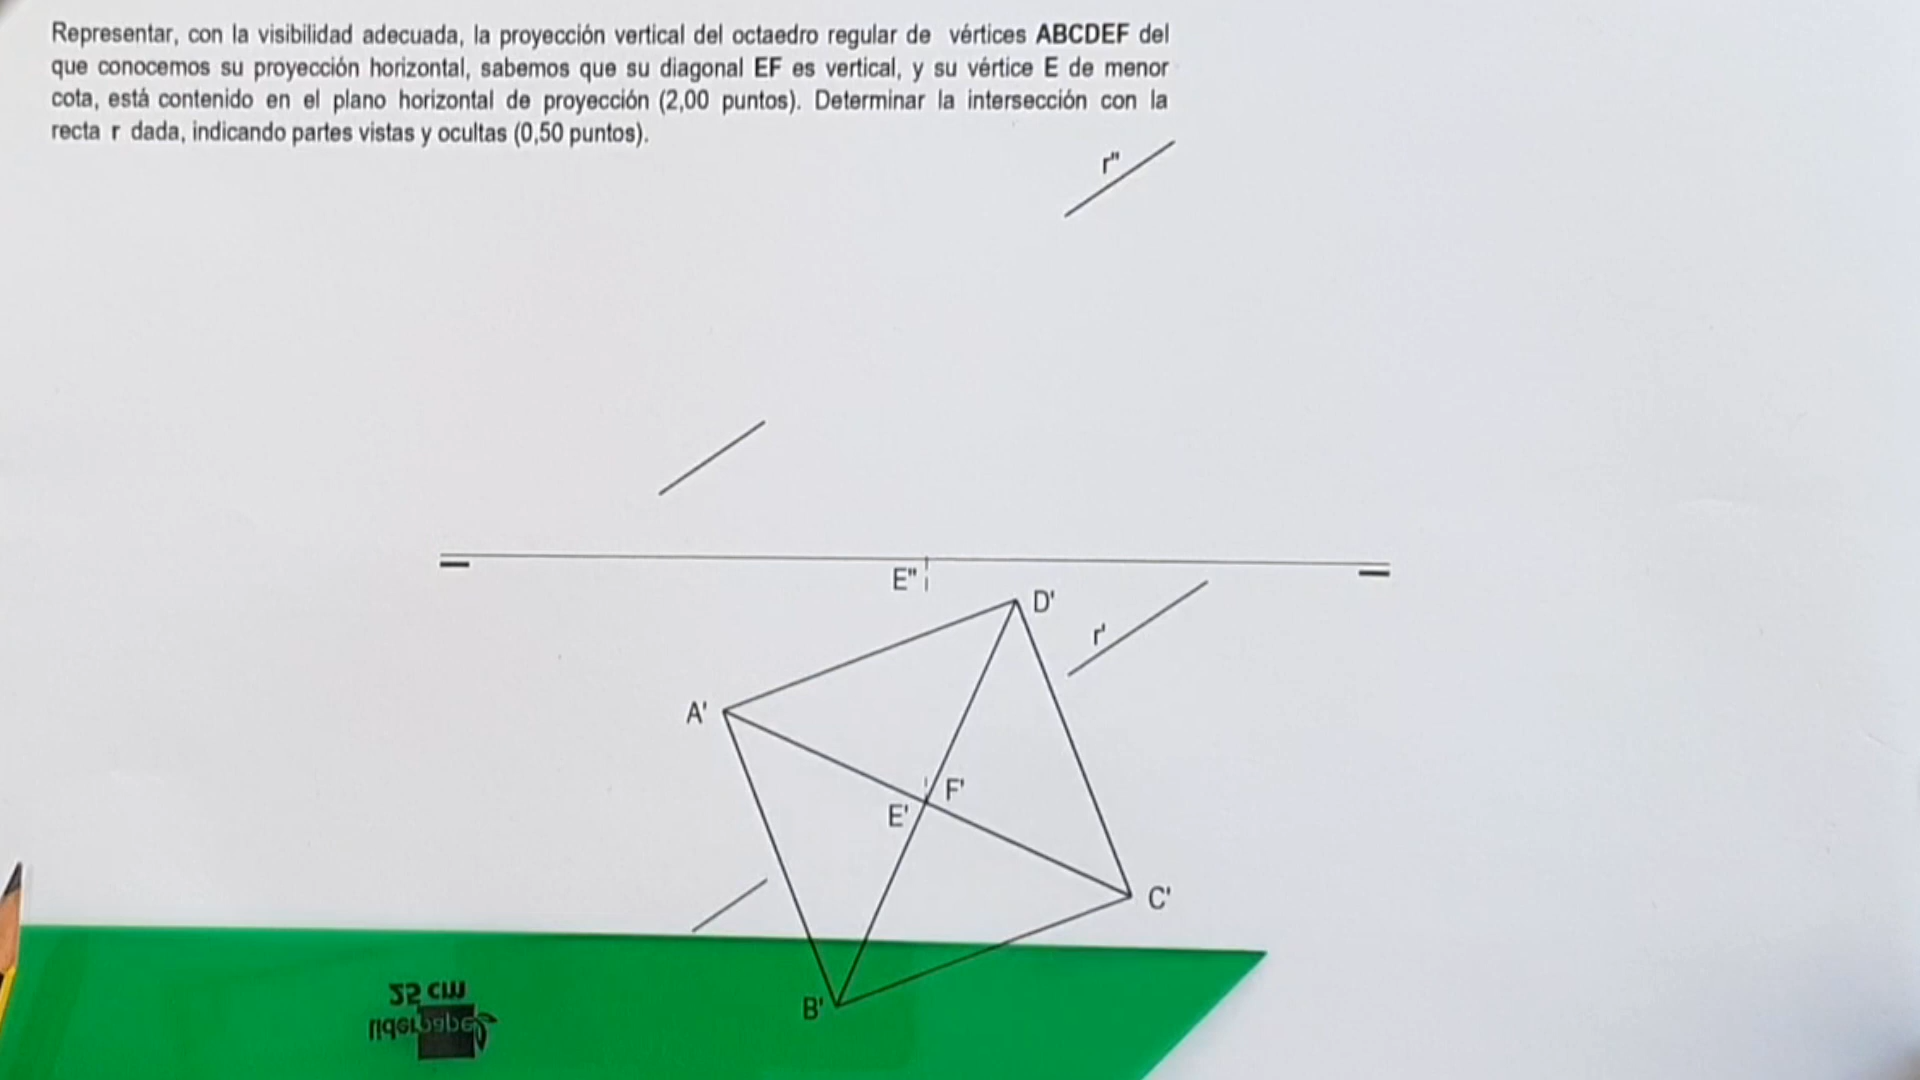 Representar, con la visibilidad adecuada, la proyección vertical del octaedro regular de vértices ABCDEF del
que conocemos su proyección horizontal, sabemos que su diagonal EF es vertical, y su vértice E de menor
cota, está contenido en el plano horizontal de proyección (2,00 puntos). Determinar la intersección con la
recta r dada, indicando partes vistas y ocultas (0,50 puntos).
r"
E"
D'
r'
A'
F'
E'
C'
B'
25 cm